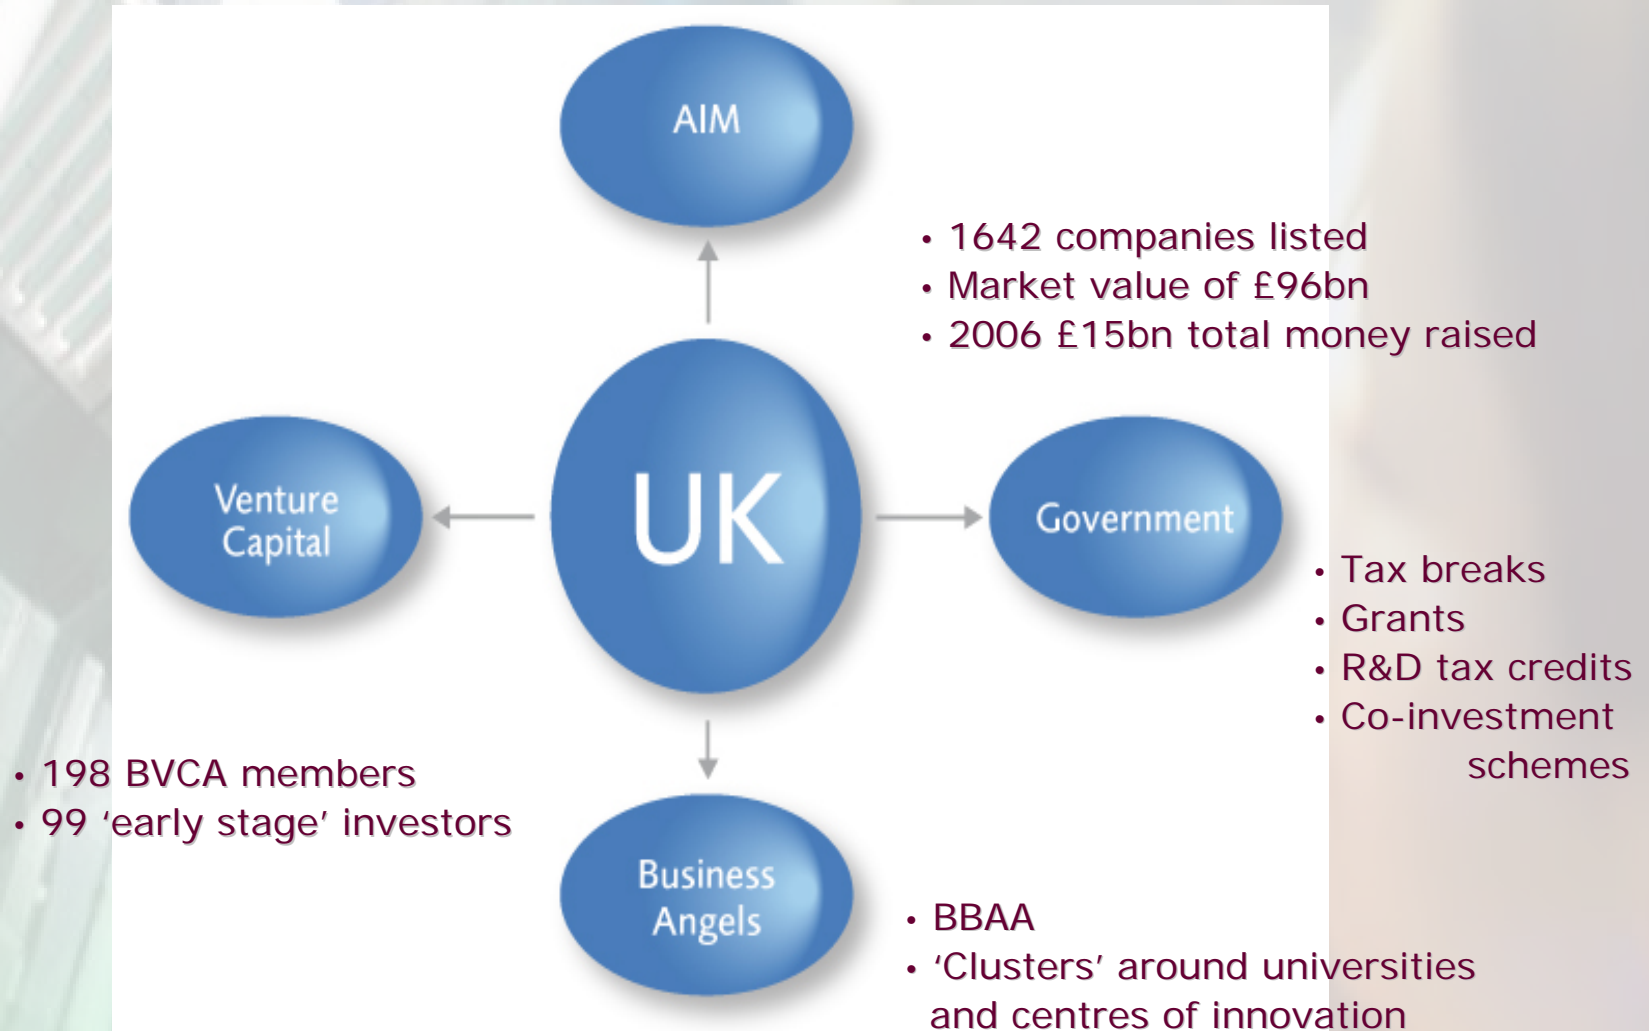 AIM
• 1642 companies listed
• Market value of £96bn
• 2006 £15bn total money raised
Venture
Capital
UK
Government
• Tax breaks
• Grants
• R&D tax credits
• Co-investment
schemes
• 198 BVCA members
• 99 ‘early stage’ investors
Business
Angels
• BBAA
• ‘Clusters’ around universities
and centres of innovation